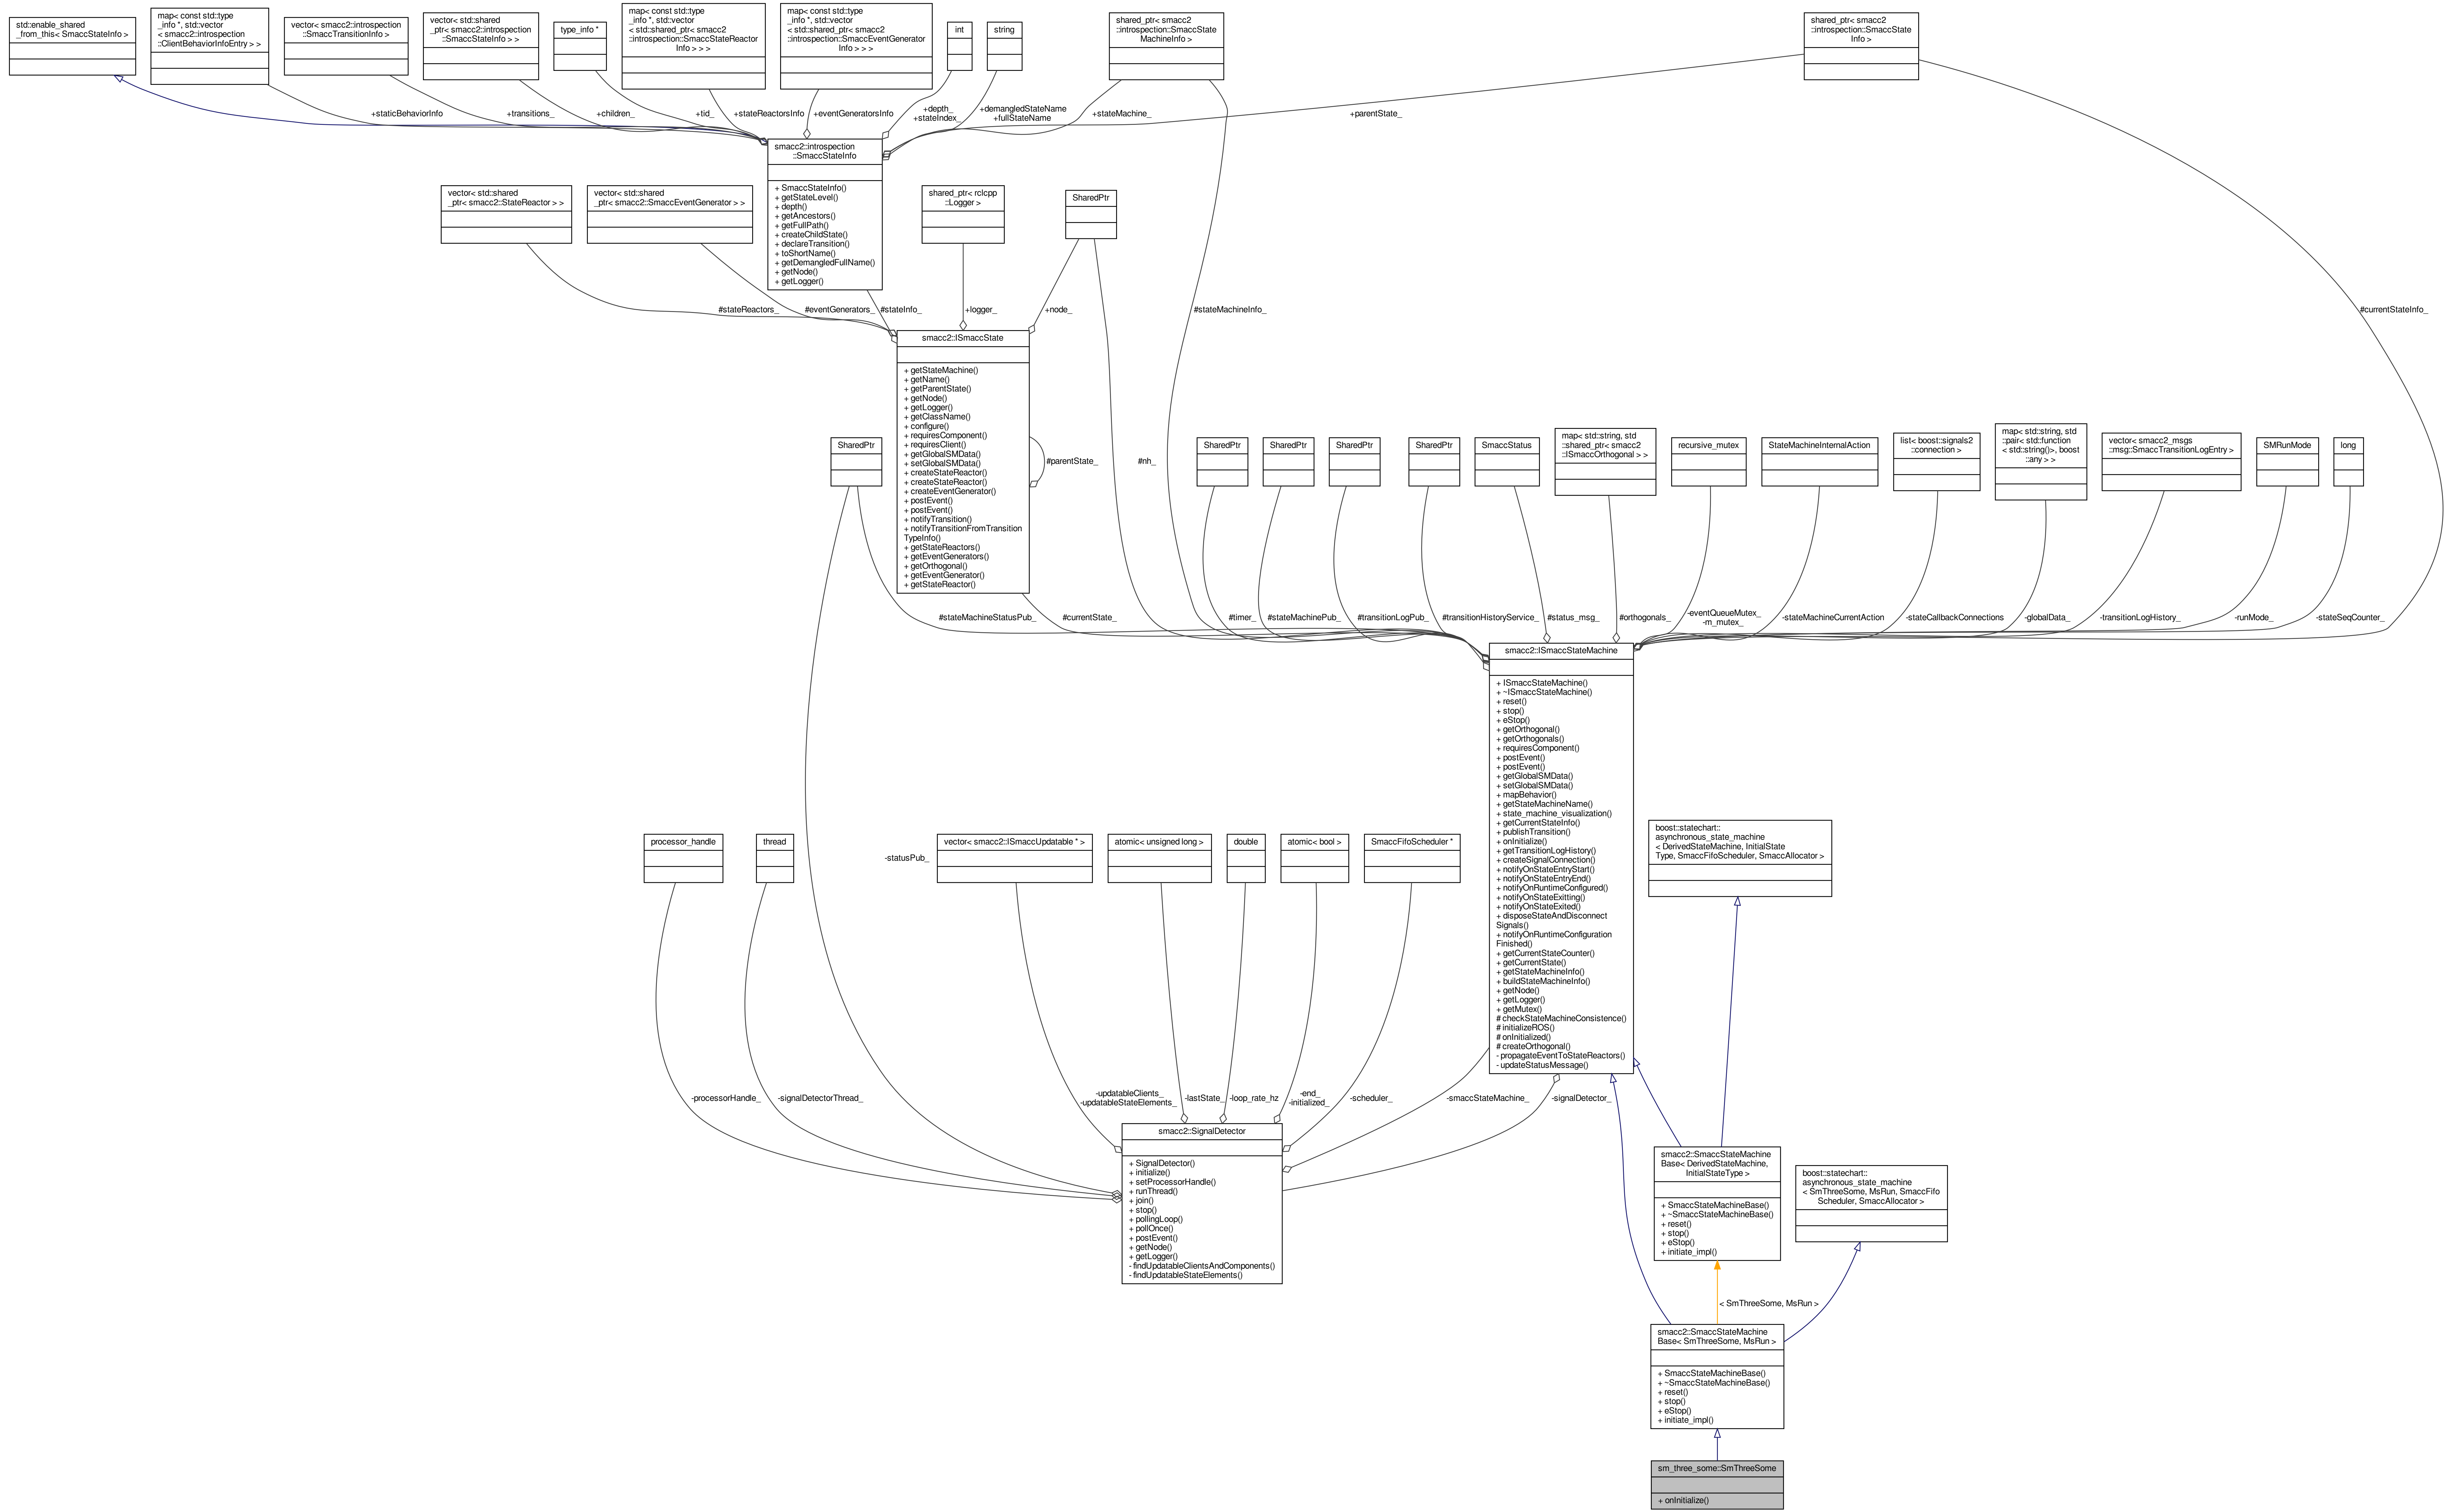 std::enable_shared
_from_this< SmaccStateInfo >
map< const std::type
_info *, std::vector
< smacc2::introspection
::ClientBehaviorInfoEntry > >
vector< smacc2::introspection
::SmaccTransitionInfo >
vector< std::shared
_ptr< smacc2::introspection
::SmaccStateInfo > >
type_info *
map< const std::type
_info *, std::vector
< std::shared_ptr< smacc2
::introspection::SmaccStateReactor
Info > > >
map< const std::type
_info *, std::vector
< std::shared_ptr< smacc2
::introspection::SmaccEventGenerator
Info > > >
int
string
shared_ptr< smacc2
::introspection::SmaccState
MachineInfo >
shared_ptr< smacc2
::introspection::SmaccState
Info >
+staticBehaviorInfo
+transitions_
+children_
+tid_
+stateReactorsInfo
+eventGeneratorsInfo
+depth_
+stateIndex_
+demangledStateName
+fullStateName
+stateMachine_
+parentState_
smacc2::introspection
::SmaccStateInfo
+ SmaccStateInfo()
+ getStateLevel()
+ depth()
+ getAncestors()
+ getFullPath()
+ createChildState()
+ declareTransition()
+ toShortName()
+ getDemangledFullName()
+ getNode()
+ getLogger()
vector< std::shared
_ptr< smacc2::StateReactor > >
vector< std::shared
_ptr< smacc2::SmaccEventGenerator > >
shared_ptr< rclcpp
::Logger >
SharedPtr
#stateReactors_
#eventGenerators_
#stateInfo_
+logger_
+node_
#stateMachineInfo_
#currentStateInfo_
smacc2::ISmaccState
+ getStateMachine()
+ getName()
+ getParentState()
+ getNode()
+ getLogger()
+ getClassName()
+ configure()
+ requiresComponent()
+ requiresClient()
+ getGlobalSMData()
+ setGlobalSMData()
+ createStateReactor()
+ createStateReactor()
+ createEventGenerator()
+ postEvent()
+ postEvent()
+ notifyTransition()
+ notifyTransitionFromTransition
TypeInfo()
+ getStateReactors()
+ getEventGenerators()
+ getOrthogonal()
+ getEventGenerator()
+ getStateReactor()
#parentState_
#nh_
SharedPtr
SharedPtr
SharedPtr
SharedPtr
SharedPtr
SmaccStatus
map< std::string, std
::shared_ptr< smacc2
::ISmaccOrthogonal > >
recursive_mutex
StateMachineInternalAction
list< boost::signals2
::connection >
map< std::string, std
::pair< std::function
< std::string()>, boost
::any > >
vector< smacc2_msgs
::msg::SmaccTransitionLogEntry >
SMRunMode
long
#stateMachineStatusPub_
#currentState_
#timer_
#stateMachinePub_
#transitionLogPub_
#transitionHistoryService_
#status_msg_
#orthogonals_
-eventQueueMutex_
-m_mutex_
-stateMachineCurrentAction
-stateCallbackConnections
-globalData_
-transitionLogHistory_
-runMode_
-stateSeqCounter_
smacc2::ISmaccStateMachine
+ ISmaccStateMachine()
+ ~ISmaccStateMachine()
+ reset()
+ stop()
+ eStop()
+ getOrthogonal()
+ getOrthogonals()
+ requiresComponent()
+ postEvent()
+ postEvent()
+ getGlobalSMData()
+ setGlobalSMData()
+ mapBehavior()
+ getStateMachineName()
+ state_machine_visualization()
+ getCurrentStateInfo()
+ publishTransition()
+ onInitialize()
+ getTransitionLogHistory()
+ createSignalConnection()
+ notifyOnStateEntryStart()
+ notifyOnStateEntryEnd()
+ notifyOnRuntimeConfigured()
+ notifyOnStateExitting()
+ notifyOnStateExited()
+ disposeStateAndDisconnect
Signals()
+ notifyOnRuntimeConfiguration
Finished()
+ getCurrentStateCounter()
+ getCurrentState()
+ getStateMachineInfo()
+ buildStateMachineInfo()
+ getNode()
+ getLogger()
+ getMutex()
# checkStateMachineConsistence()
# initializeROS()
# onInitialized()
# createOrthogonal()
- propagateEventToStateReactors()
- updateStatusMessage()
processor_handle
thread
-statusPub_
vector< smacc2::ISmaccUpdatable * >
atomic< unsigned long >
double
atomic< bool >
SmaccFifoScheduler *
boost::statechart::
asynchronous_state_machine
< DerivedStateMachine, InitialState
Type, SmaccFifoScheduler, SmaccAllocator >
-processorHandle_
-signalDetectorThread_
-updatableClients_
-updatableStateElements_
-lastState_
-loop_rate_hz
-end_
-initialized_
-scheduler_
-smaccStateMachine_
-signalDetector_
smacc2::SignalDetector
+ SignalDetector()
+ initialize()
+ setProcessorHandle()
+ runThread()
+ join()
+ stop()
+ pollingLoop()
+ pollOnce()
+ postEvent()
+ getNode()
+ getLogger()
- findUpdatableClientsAndComponents()
- findUpdatableStateElements()
smacc2::SmaccStateMachine
Base< DerivedStateMachine,
InitialStateType >
+ SmaccStateMachineBase()
+ ~SmaccStateMachineBase()
+ reset()
+ stop()
+ eStop()
+ initiate_impl()
boost::statechart::
asynchronous_state_machine
< SmThreeSome, MsRun, SmaccFifo
Scheduler, SmaccAllocator >
< SmThreeSome, MsRun >
smacc2::SmaccStateMachine
Base< SmThreeSome, MsRun >
+ SmaccStateMachineBase()
+ ~SmaccStateMachineBase()
+ reset()
+ stop()
+ eStop()
+ initiate_impl()
sm_three_some::SmThreeSome
+ onInitialize()